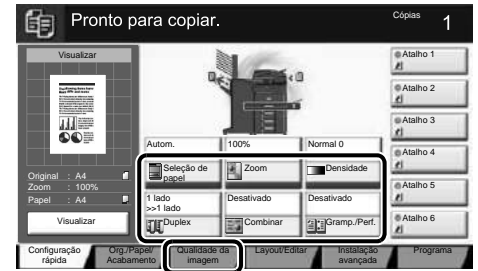 Pronto para copiar.
Cópias
1
Visualizar
Original : A4
Zoom : 100%
Papel : A4
Visualizar
Autom.
100%
Normal 0
Seleção de
papel
Zoom
Densidade
1 lado
>>1 lado
Desativado
Desativado
Duplex
Combinar
Gramp./Perf.
Atalho 1
Atalho 2
Atalho 3
Atalho 4
Atalho 5
Atalho 6
Configuração
rápida
Org./Papel/
Acabamento
Qualidade da
imagem
Layout/Editar
Instalação
avançada
Programa